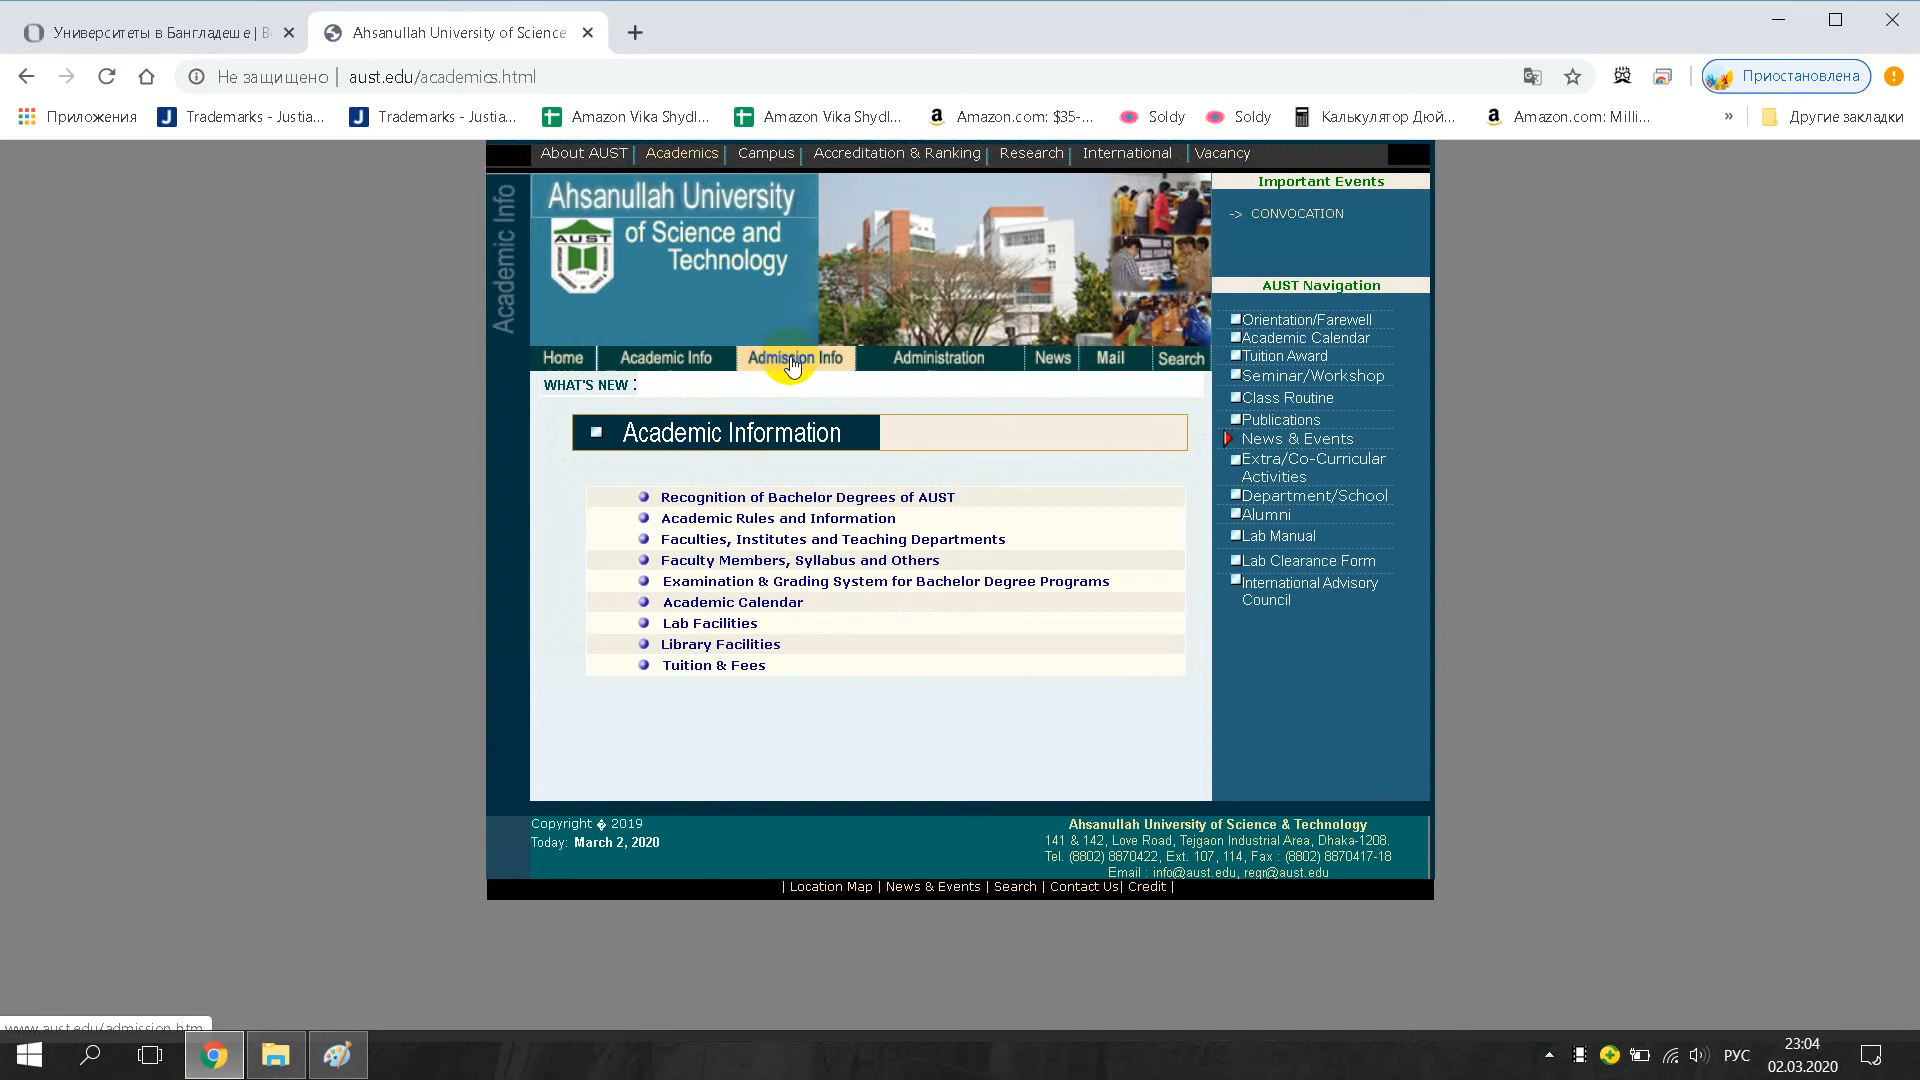 Университеты в Бангладеше | В
Ahsanullah University of Science
Не защищено | aust.edu/academics.html
Приостановлена
Приложения
Trademarks - Justia...
Trademarks - Justia...
Amazon Vika Shydl...
Amazon Vika Shydl...
Amazon.com: $35-...
Soldy
Soldy
Калькулятор Дюй...
Amazon.com: Milli...
»
Другие закладки
About AUST | Academics | Campus | Accreditation & Ranking | Research | International | Vacancy
Academic Info
Ahsanullah University
of Science and
Technology
AUST
Important Events
-> CONVOCATION
AUST Navigation
Orientation/Farewell
Academic Calendar
Tuition Award
Seminar/Workshop
Class Routine
Publications
News & Events
Extra/Co-Curricular
Activities
Department/School
Alumni
Lab Manual
Lab Clearance Form
International Advisory
Council
Home
Academic Info
Admission Info
Administration
News
Mail
Search
WHAT'S NEW :
Academic Information
Recognition of Bachelor Degrees of AUST
Academic Rules and Information
Faculties, Institutes and Teaching Departments
Faculty Members, Syllabus and Others
Examination & Grading System for Bachelor Degree Programs
Academic Calendar
Lab Facilities
Library Facilities
Tuition & Fees
Copyright � 2019
Today: March 2, 2020
Ahsanullah University of Science & Technology
141 & 142, Love Road, Tejgaon Industrial Area, Dhaka-1208.
Tel. (8802) 8870422, Ext. 107, 114, Fax : (8802) 8870417-18
Email : info@aust.edu, regr@aust.edu
| Location Map | News & Events | Search | Contact Us| Credit |
www.aust.edu/admission.htm
РУС
23:04
02.03.2020